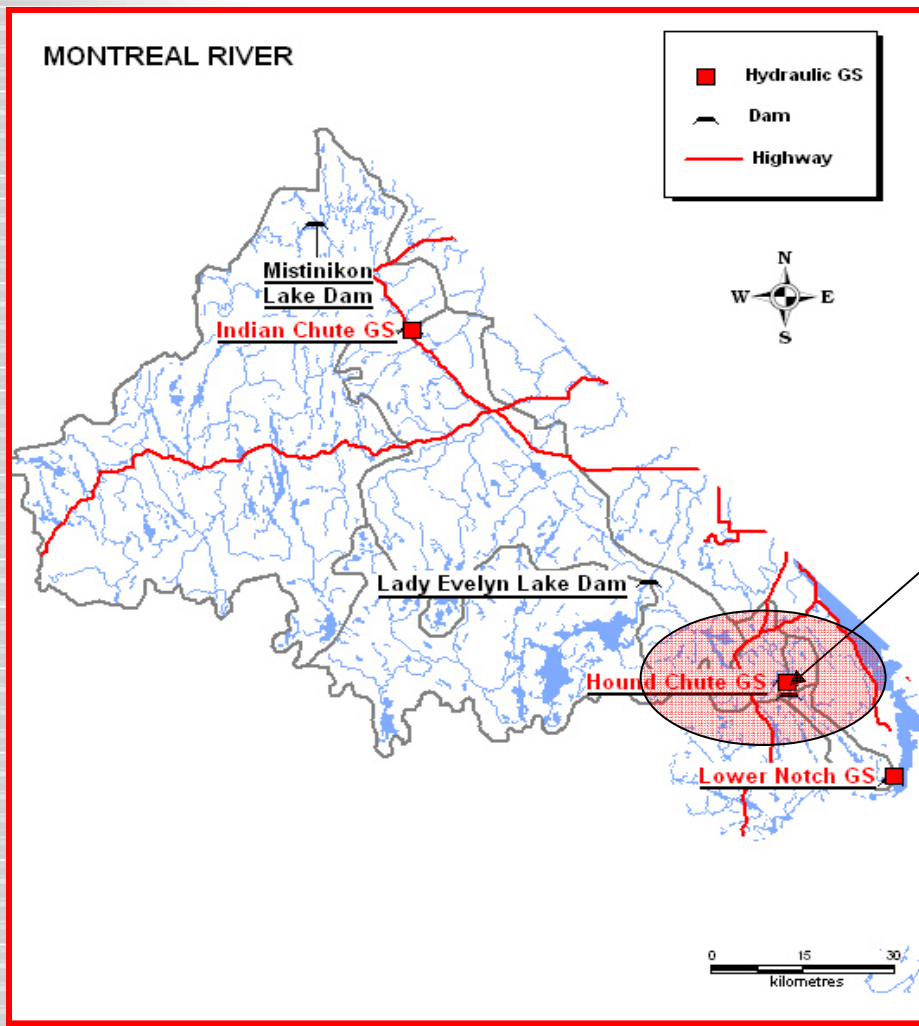 MONTREAL RIVER
Hydraulic GS
Dam
Highway
N
W E
S
Mistinikon
Lake Dam
Indian Chute GS
Lady Evelyn Lake Dam
Hound Chute GS
Lower Notch GS
0 15 30
kilometres